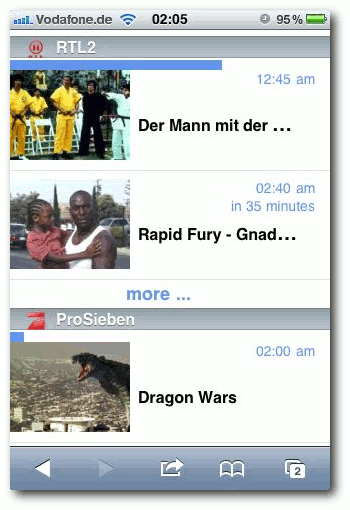 Vodafone.de 02:05 95%
RTL2
12:45 am
Der Mann mit der ...
02:40 am
in 35 minutes
Rapid Fury - Gnad...
more ...
ProSieben
02:00 am
Dragon Wars
2